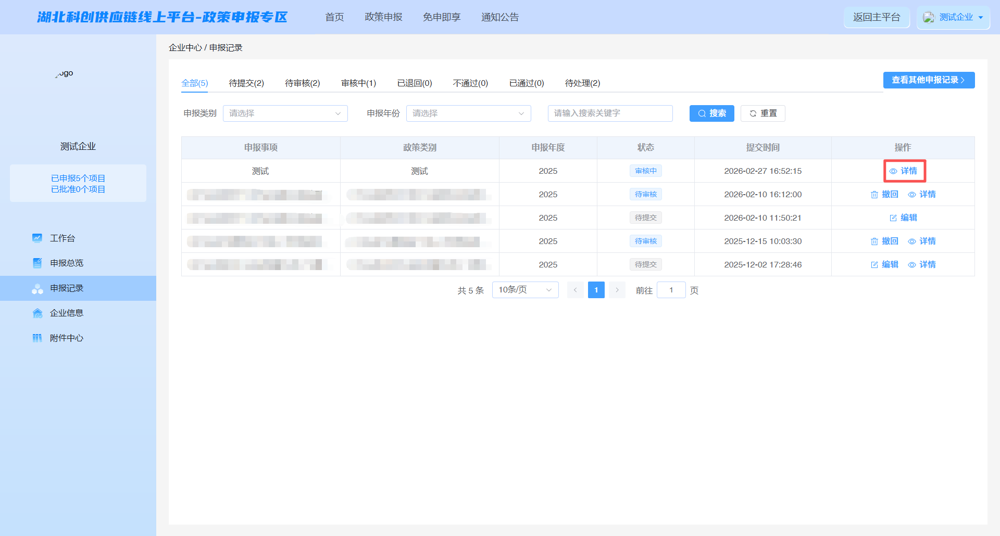 湖北科创供应链线上平台-政策申报专区
首页 政策申报 免申即享 通知公告
返回主平台
测试企业
logo
测试企业
已申报5个项目
已批准0个项目
工作台
申报总览
申报记录
企业信息
附件中心
企业中心 / 申报记录
全部(5) 待提交(2) 待审核(2) 审核中(1) 已退回(0) 不通过(0) 已通过(0) 待处理(2)
查看其他申报记录
申报类别 请选择 申报年份 请选择 请输入搜索关键字 搜索 重置
申报事项 政策类别 申报年度 状态 提交时间 操作
测试 测试 2025 审核中 2026-02-27 16:52:15 详情
2025 待审核 2026-02-10 16:12:00 撤回 详情
2025 待提交 2026-02-10 11:50:21 编辑
2025 待审核 2025-12-15 10:03:30 撤回 详情
2025 待提交 2025-12-02 17:28:46 编辑 详情
共 5 条 10条/页 1 前往 1 页